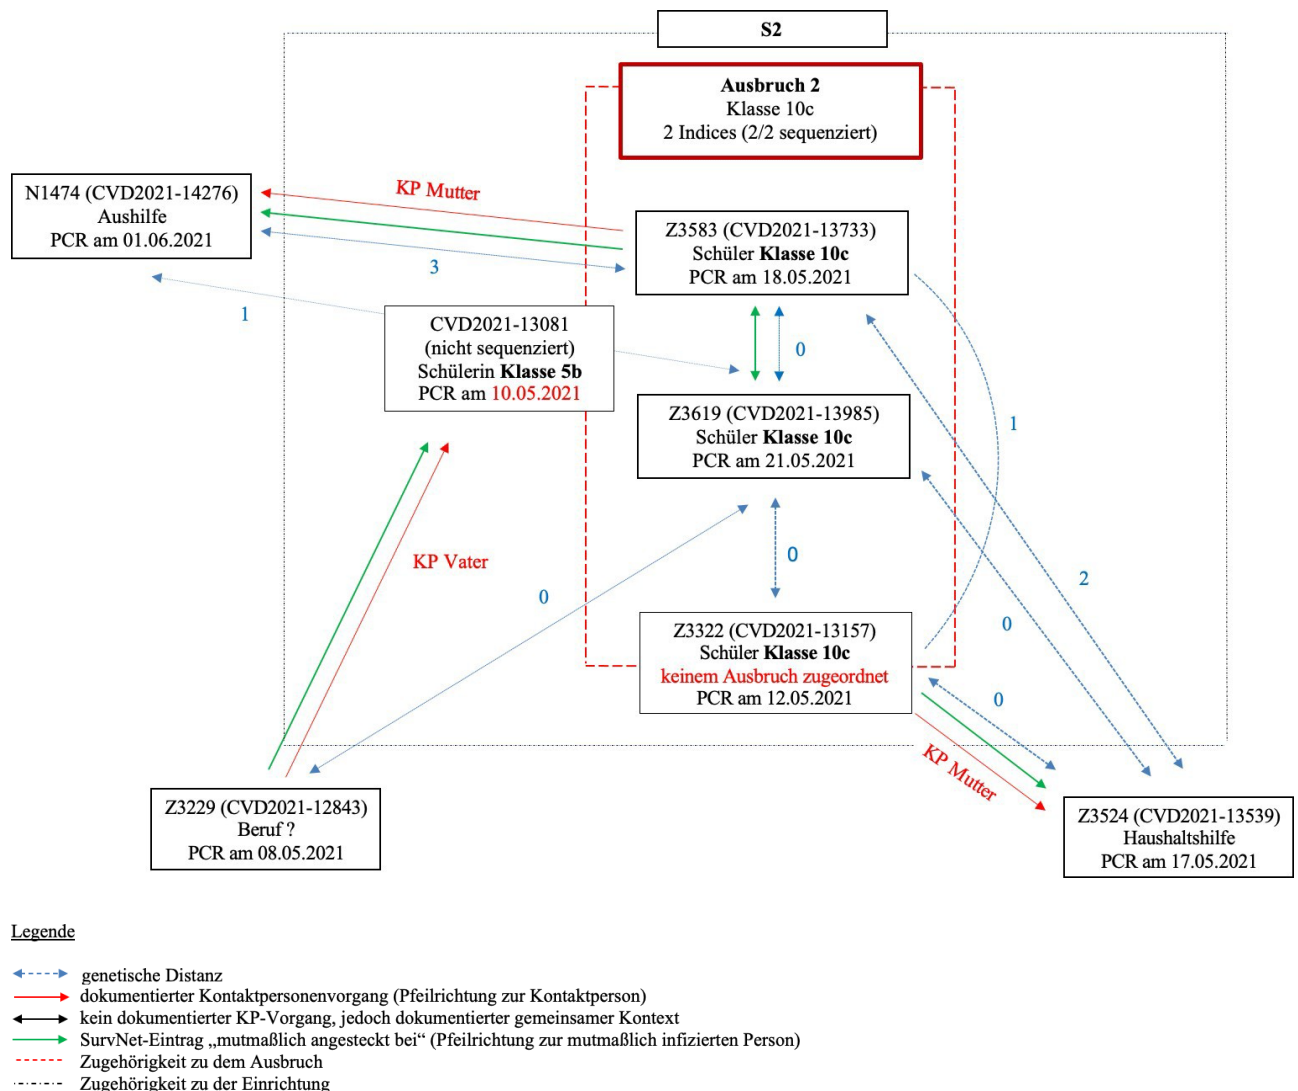 S2
Ausbruch 2
Klasse 10c
2 Indices (2/2 sequenziert)
N1474 (CVD2021-14276)
Aushilfe
PCR am 01.06.2021
KP Mutter
3
1
Z3583 (CVD2021-13733)
Schüler Klasse 10c
PCR am 18.05.2021
CVD2021-13081
(nicht sequenziert)
Schülerin Klasse 5b
PCR am 10.05.2021
0
Z3619 (CVD2021-13985)
Schüler Klasse 10c
PCR am 21.05.2021
1
KP Vater
0
0
2
0
Z3322 (CVD2021-13157)
Schüler Klasse 10c
keinem Ausbruch zugeordnet
PCR am 12.05.2021
0
KP Mutter
Z3229 (CVD2021-12843)
Beruf ?
PCR am 08.05.2021
Z3524 (CVD2021-13539)
Haushaltshilfe
PCR am 17.05.2021
Legende
genetische Distanz
dokumentierter Kontaktpersonenvorgang (Pfeilrichtung zur Kontaktperson)
kein dokumentierter KP-Vorgang, jedoch dokumentierter gemeinsamer Kontext
SurvNet-Eintrag „mutmaßlich angesteckt bei“ (Pfeilrichtung zur mutmaßlich infizierten Person)
Zugehörigkeit zu dem Ausbruch
Zugehörigkeit zu der Einrichtung